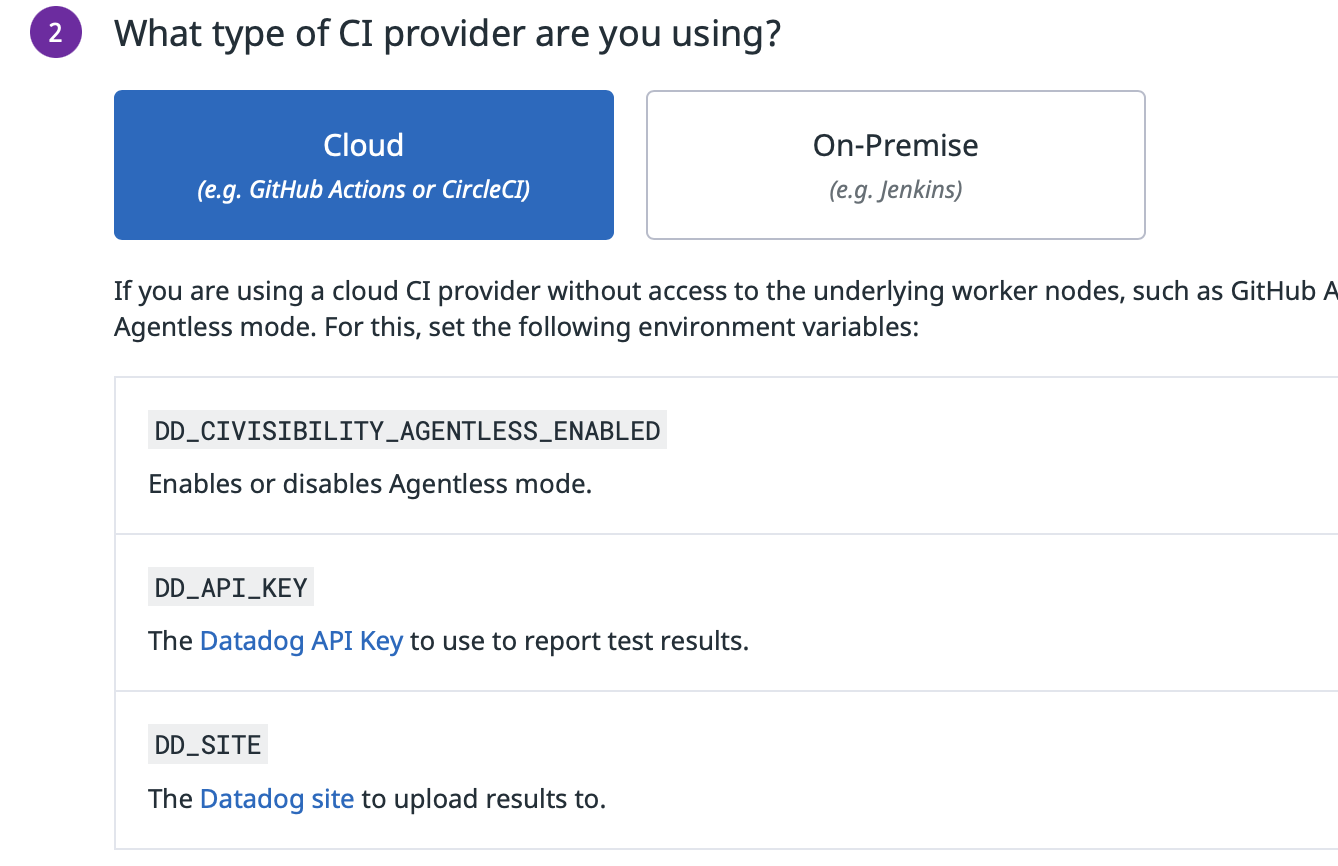 2
What type of CI provider are you using?
Cloud
(e.g. GitHub Actions or CircleCI)
On-Premise
(e.g. Jenkins)
If you are using a cloud CI provider without access to the underlying worker nodes, such as GitHub A
Agentless mode. For this, set the following environment variables:
DD_CIVISIBILITY_AGENTLESS_ENABLED
Enables or disables Agentless mode.
DD_API_KEY
The Datadog API Key to use to report test results.
DD_SITE
The Datadog site to upload results to.